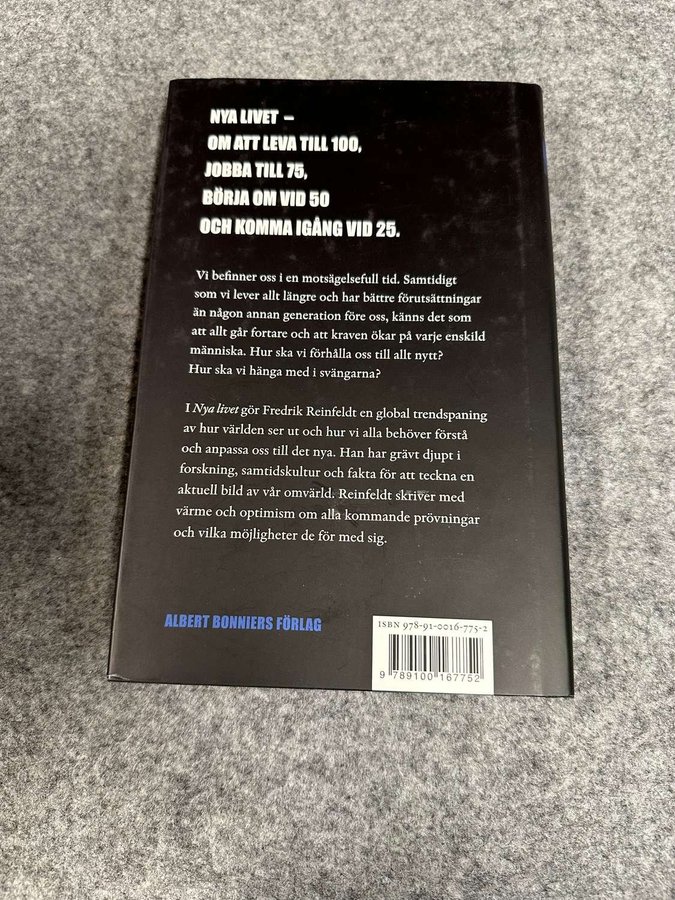 NYA LIVET –
OM ATT LEVA TILL 100,
JOBBA TILL 75,
BÖRJA OM VID 50
OCH KOMMA IGÅNG VID 25.
Vi befinner oss i en motsägelsefull tid. Samtidigt
som vi lever allt längre och har bättre förutsättningar
än någon annan generation före oss, känns det som
att allt går fortare och att kraven ökar på varje enskild
människa. Hur ska vi förhålla oss till allt nytt?
Hur ska vi hänga med i svängarna?
I Nya livet gör Fredrik Reinfeldt en global trendspaning
av hur världen ser ut och hur vi alla behöver förstå
och anpassa oss till det nya. Han har grävt djupt i
forskning, samtidskultur och fakta för att teckna en
aktuell bild av vår omvärld. Reinfeldt skriver med
värme och optimism om alla kommande prövningar
och vilka möjligheter de för med sig.
ALBERT BONNIERS FÖRLAG
ISBN 978-91-0016-775-2
9 789100 167752